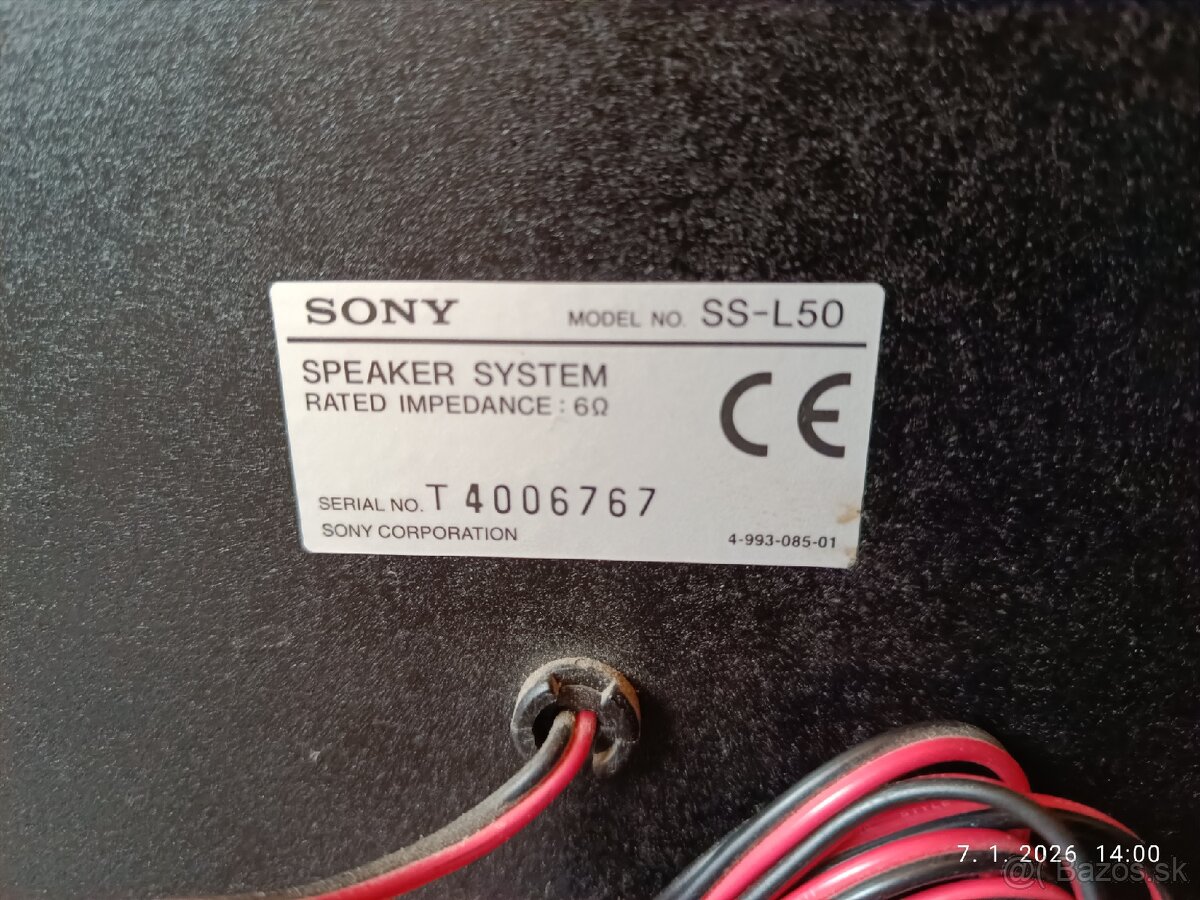 SONY MODEL NO. SS-L50
SPEAKER SYSTEM
RATED IMPEDANCE : 6Ω
CE
SERIAL NO. T 4006767
SONY CORPORATION 4-993-085-01
7. 1. 2026 14:00
Bazos.sk